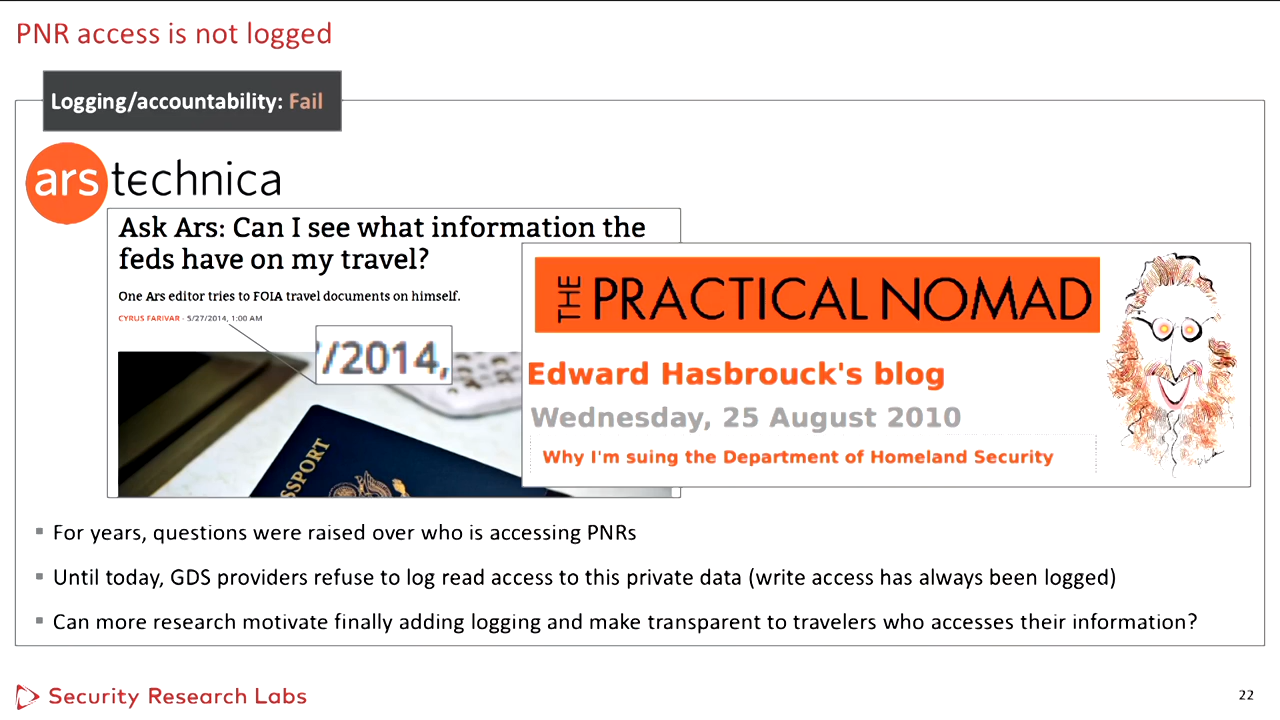 PNR access is not logged
Logging/accountability: Fail
ars technica
Ask Ars: Can I see what information the
feds have on my travel?
One Ars editor tries to FOIA travel documents on himself.
CYRUS FARIVAR - 5/27/2014, 1:00 AM
/2014,
SSPORT
THE PRACTICAL NOMAD
Edward Hasbrouck's blog
Wednesday, 25 August 2010
Why I'm suing the Department of Homeland Security
▪ For years, questions were raised over who is accessing PNRs
▪ Until today, GDS providers refuse to log read access to this private data (write access has always been logged)
▪ Can more research motivate finally adding logging and make transparent to travelers who accesses their information?
Security Research Labs
22